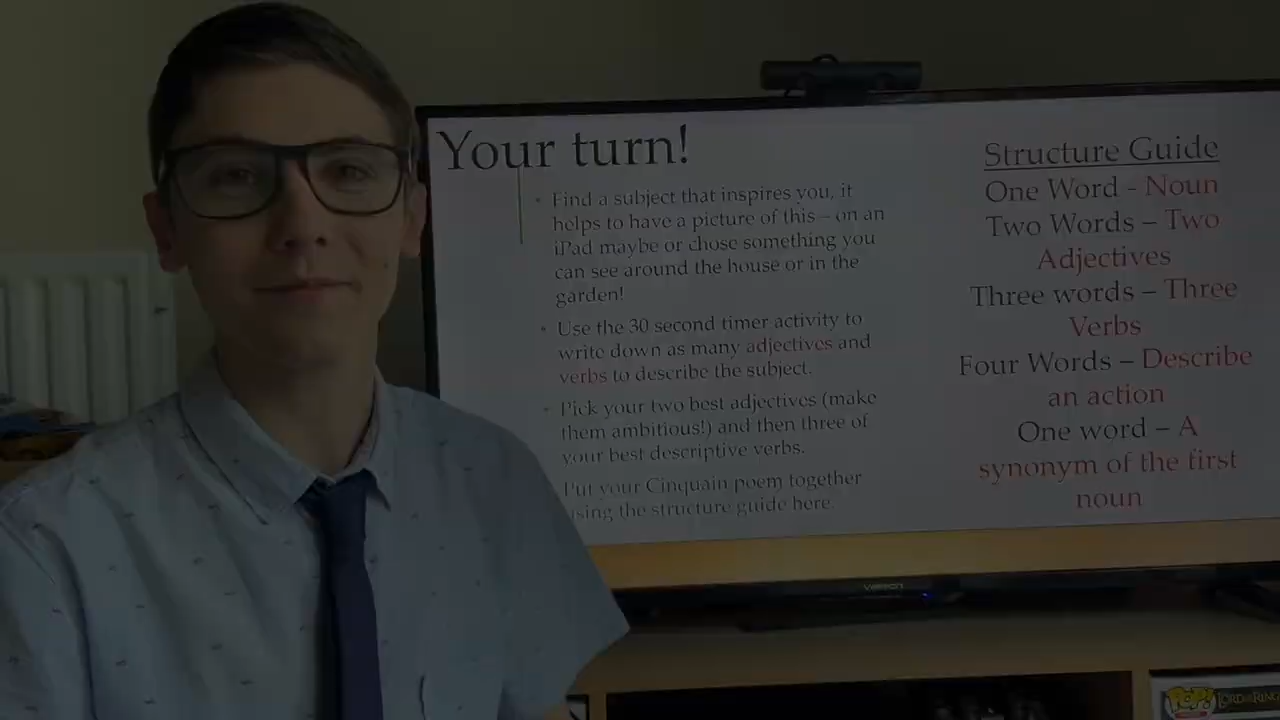 Your turn!
Find a subject that inspires you, it
helps to have a picture of this – on an
iPad maybe or chose something you
can see around the house or in the
garden!
Use the 30 second timer activity to
write down as many adjectives and
verbs to describe the subject.
Pick your two best adjectives (make
them ambitious!) and then three of
your best descriptive verbs.
Put your Cinquain poem together
using the structure guide here.
Structure Guide
One Word - Noun
Two Words – Two
Adjectives
Three words – Three
Verbs
Four Words – Describe
an action
One word – A
synonym of the first
noun
POP!
LORD OF THE RINGS